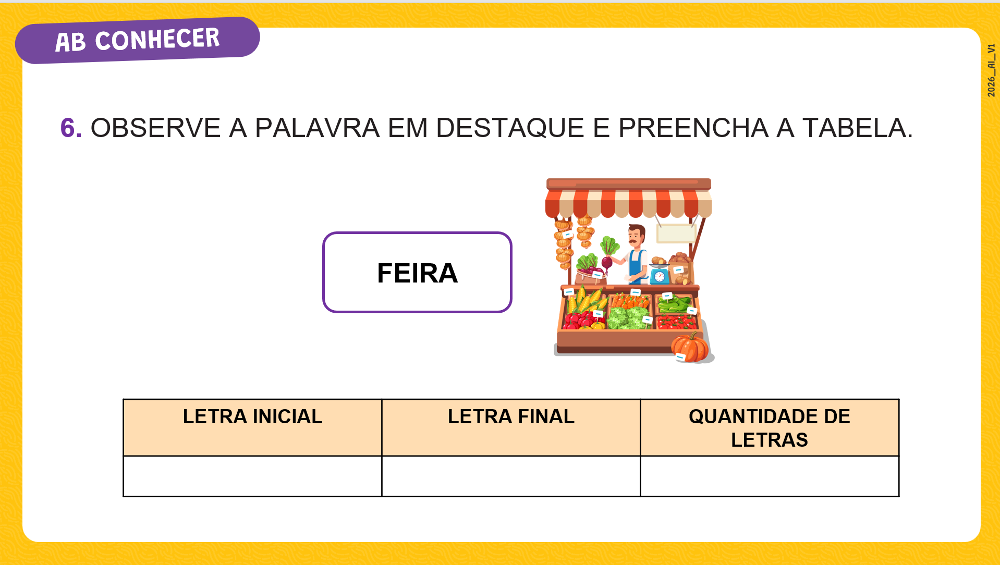 AB CONHECER
2026_AI_V1
6. OBSERVE A PALAVRA EM DESTAQUE E PREENCHA A TABELA.
FEIRA
LETRA INICIAL
LETRA FINAL
QUANTIDADE DE
LETRAS